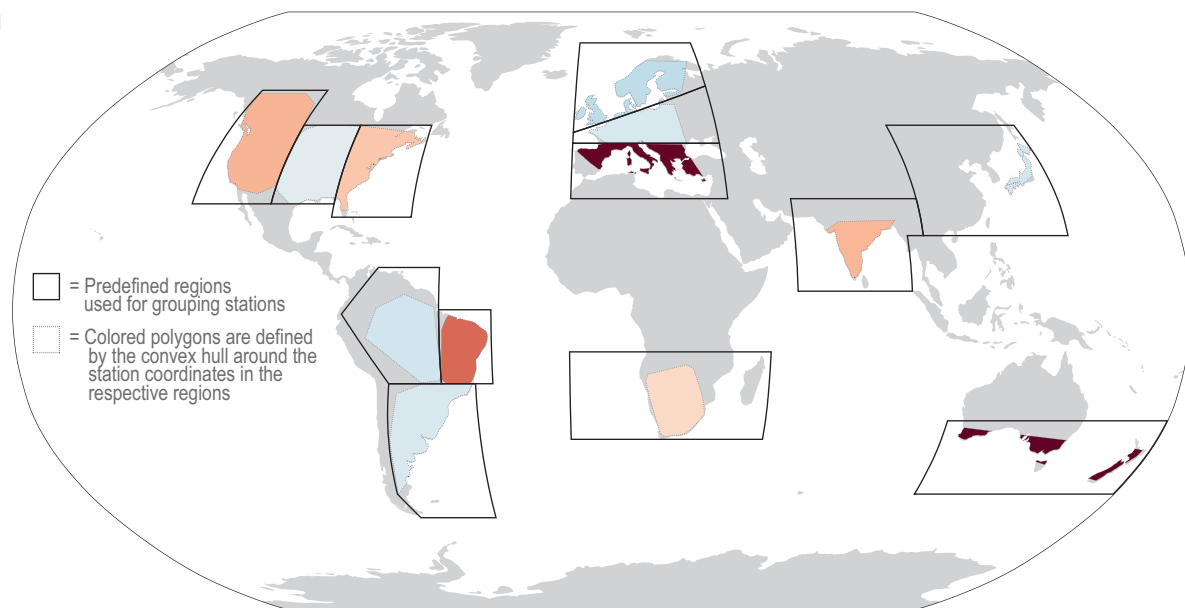 = Predefined regions
used for grouping stations
= Colored polygons are defined
by the convex hull around the
station coordinates in the
respective regions